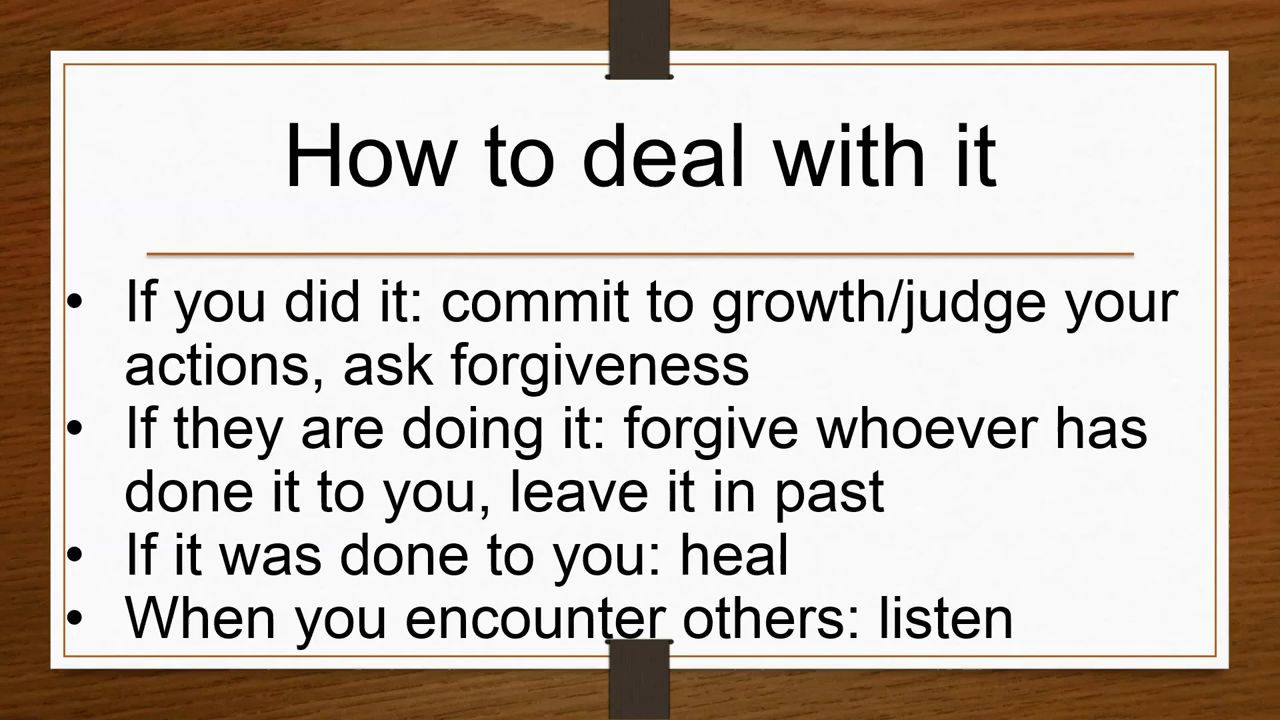 How to deal with it
• If you did it: commit to growth/judge your
actions, ask forgiveness
• If they are doing it: forgive whoever has
done it to you, leave it in past
• If it was done to you: heal
• When you encounter others: listen